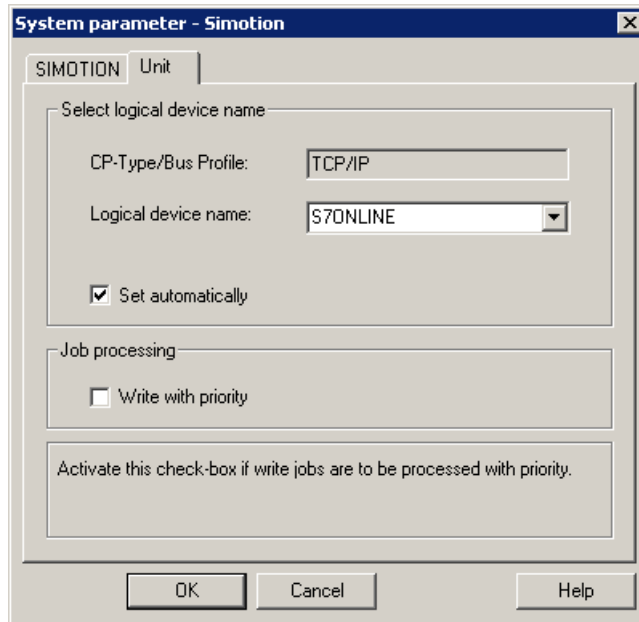 System parameter - Simotion
SIMOTION Unit
Select logical device name
CP-Type/Bus Profile: TCP/IP
Logical device name: S7ONLINE
Set automatically
Job processing
Write with priority
Activate this check-box if write jobs are to be processed with priority.
OK Cancel Help